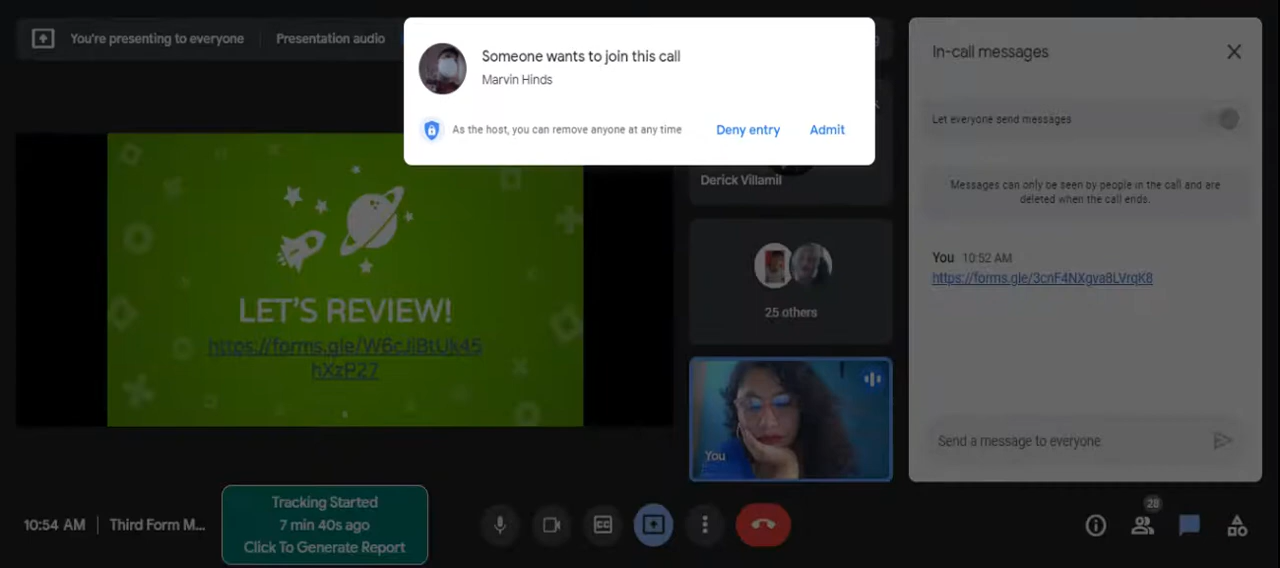 You're presenting to everyone
Presentation audio
Someone wants to join this call
Marvin Hinds
As the host, you can remove anyone at any time
Deny entry
Admit
LET'S REVIEW!
https://forms.gle/W6cJiBtUk45
hXzP27
Derick Villamil
25 others
You
In-call messages
Let everyone send messages
Messages can only be seen by people in the call and are
deleted when the call ends.
You 10:52 AM
https://forms.gle/3cnF4NXgva8LVrqK8
Send a message to everyone
10:54 AM
Third Form M...
Tracking Started
7 min 40s ago
Click To Generate Report
CC
28